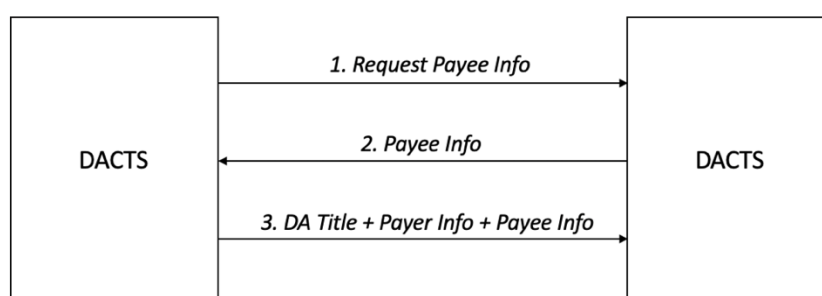 1. Request Payee Info
DACTS
2. Payee Info
DACTS
3. DA Title + Payer Info + Payee Info